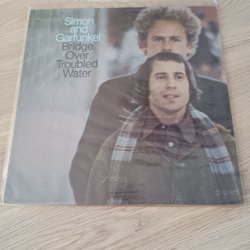 Simon
and
Garfunkel
Bridge
Over
Troubled
Water